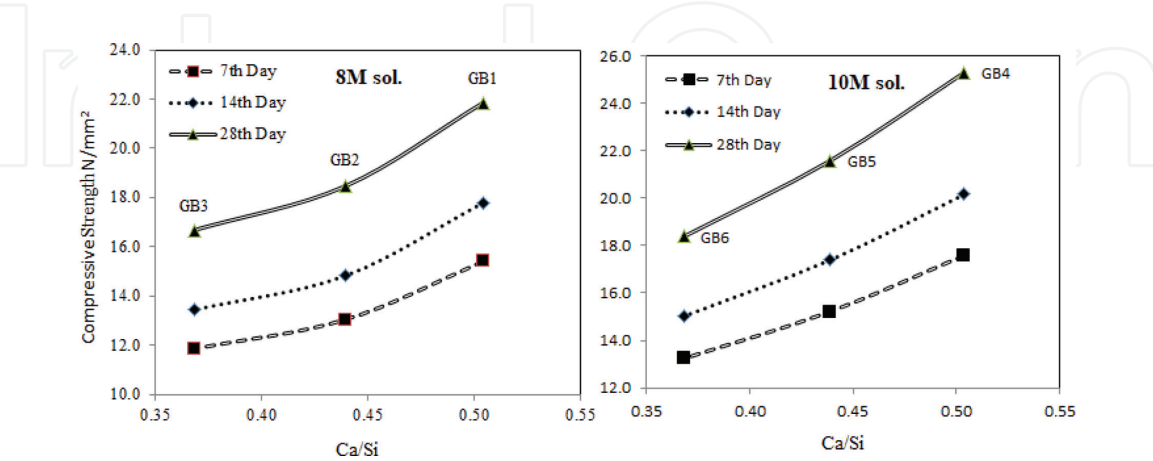 24.0
22.0
20.0
18.0
16.0
14.0
12.0
10.0
Compressive Strength N/mm²
7th Day
14th Day
28th Day
8M sol.
GB1
GB2
GB3
0.35 0.40 0.45 0.50 0.55
Ca/Si
26.0
24.0
22.0
20.0
18.0
16.0
14.0
12.0
7th Day
14th Day
28th Day
10M sol.
GB4
GB5
GB6
0.35 0.40 0.45 0.50 0.55
Ca/Si